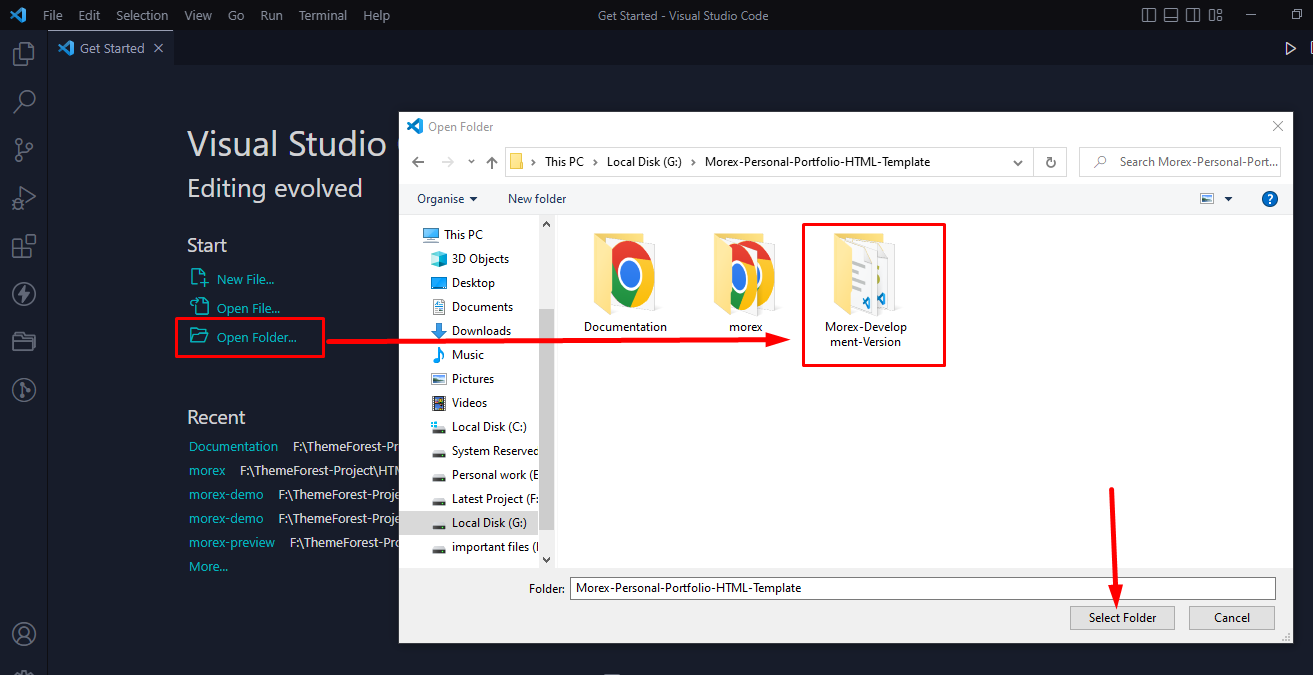 File Edit Selection View Go Run Terminal Help
Get Started - Visual Studio Code
Get Started
Visual Studio
Editing evolved
Start
New File...
Open File...
Open Folder...
Recent
Documentation F:\ThemeForest-Pr
morex F:\ThemeForest-Project\HTM
morex-demo F:\ThemeForest-Proje
morex-demo F:\ThemeForest-Proje
morex-preview F:\ThemeForest-Pro
More...
Open Folder
This PC Local Disk (G:) Morex-Personal-Portfolio-HTML-Template
Search Morex-Personal-Port...
Organise New folder
?
This PC
3D Objects
Desktop
Documents
Downloads
Music
Pictures
Videos
Local Disk (C:)
System Reserved
Personal work (E
Latest Project (F:
Local Disk (G:)
important files (
Documentation
morex
Morex-Develop
ment-Version
Folder: Morex-Personal-Portfolio-HTML-Template
Select Folder Cancel